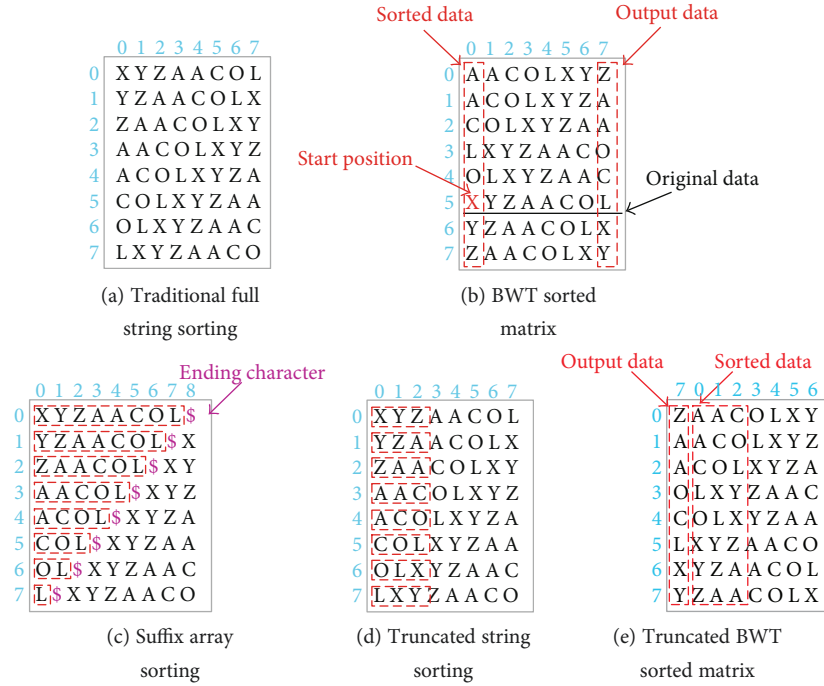 0 1 2 3 4 5 6 7
0 X Y Z A A C O L
1 Y Z A A C O L X
2 Z A A C O L X Y
3 A A C O L X Y Z
4 A C O L X Y Z A
5 C O L X Y Z A A
6 O L X Y Z A A C
7 L X Y Z A A C O
(a) Traditional full
string sorting
Sorted data
Output data
0 1 2 3 4 5 6 7
0 A A C O L X Y Z
1 A C O L X Y Z A
2 C O L X Y Z A A
3 L X Y Z A A C O
4 O L X Y Z A A C
5 X Y Z A A C O L
6 Y Z A A C O L X
7 Z A A C O L X Y
Start position
Original data
(b) BWT sorted
matrix
Ending character
0 1 2 3 4 5 6 7 8
0 X Y Z A A C O L $
1 Y Z A A C O L $ X
2 Z A A C O L $ X Y
3 A A C O L $ X Y Z
4 A C O L $ X Y Z A
5 C O L $ X Y Z A A
6 O L $ X Y Z A A C
7 L $ X Y Z A A C O
(c) Suffix array
sorting
0 1 2 3 4 5 6 7
0 X Y Z A A C O L
1 Y Z A A C O L X
2 Z A A C O L X Y
3 A A C O L X Y Z
4 A C O L X Y Z A
5 C O L X Y Z A A
6 O L X Y Z A A C
7 L X Y Z A A C O
(d) Truncated string
sorting
Output data
Sorted data
7 0 1 2 3 4 5 6
0 Z A A C O L X Y
1 A A C O L X Y Z
2 A C O L X Y Z A
3 O L X Y Z A A C
4 C O L X Y Z A A
5 L X Y Z A A C O
6 X Y Z A A C O L
7 Y Z A A C O L X
(e) Truncated BWT
sorted matrix